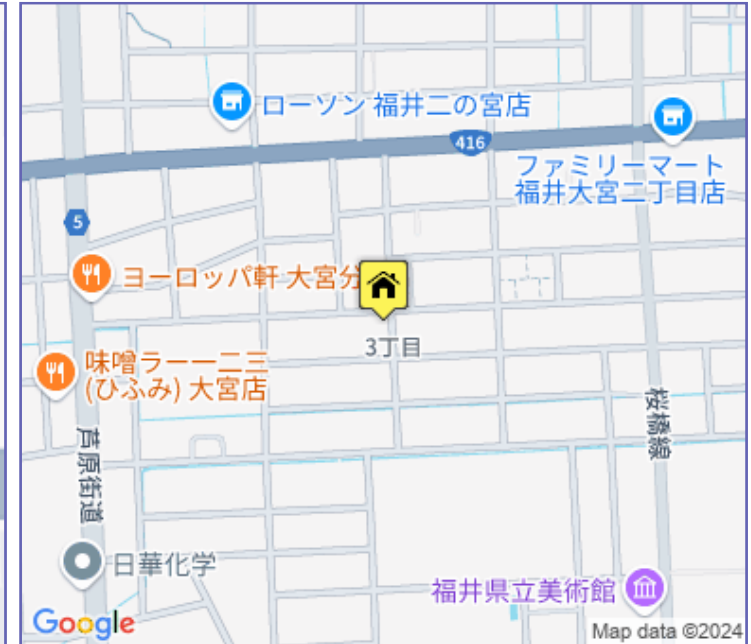 ローソン 福井二の宮店
416
ファミリーマート
福井大宮二丁目店
5
ヨーロッパ軒 大宮分
3丁目
味噌ラー一二三
(ひふみ) 大宮店
桜橋線
芦原街道
日華化学
福井県立美術館
Google
Map data ©2024